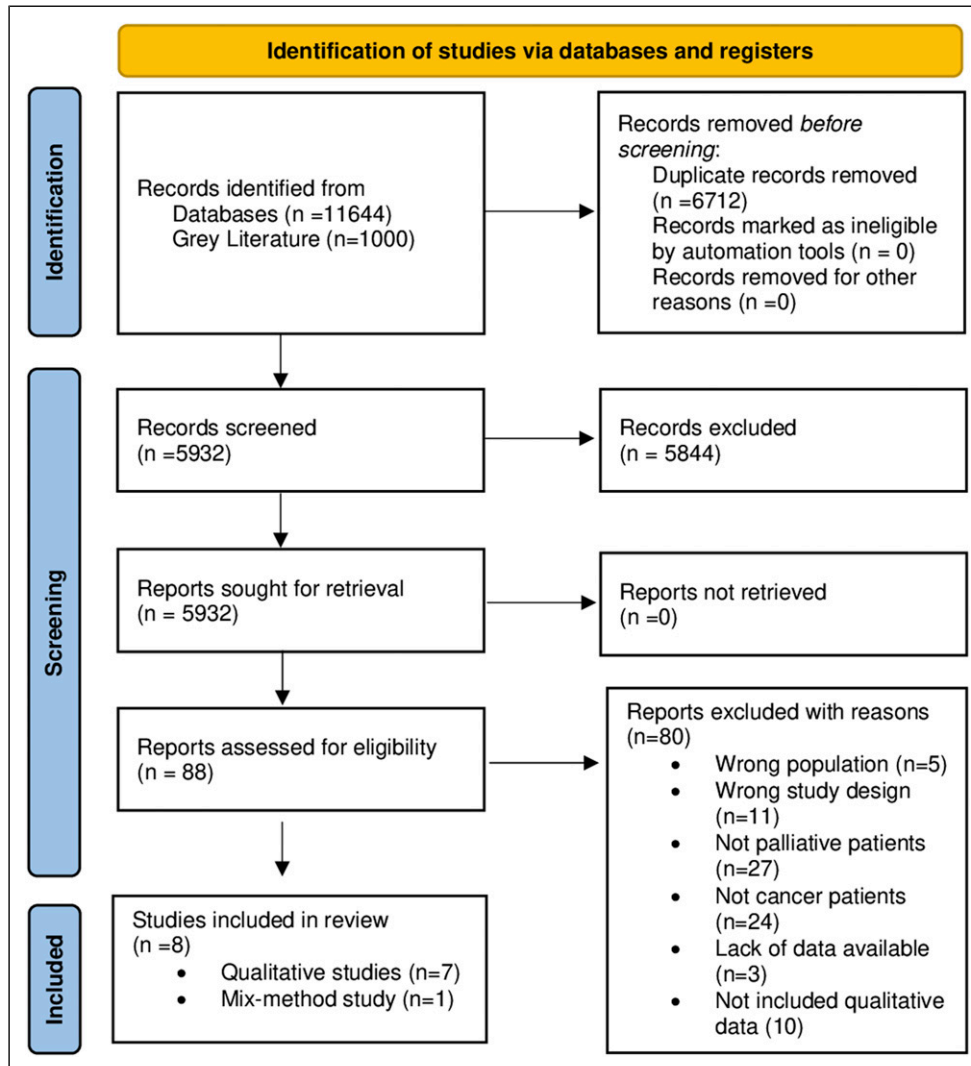 Identification of studies via databases and registers
Identification
Records identified from
Databases (n =11644)
Grey Literature (n=1000)
Records removed before
screening:
Duplicate records removed
(n =6712)
Records marked as ineligible
by automation tools (n = 0)
Records removed for other
reasons (n =0)
Screening
Records screened
(n =5932)
Records excluded
(n = 5844)
Reports sought for retrieval
(n = 5932)
Reports not retrieved
(n =0)
Reports assessed for eligibility
(n = 88)
Reports excluded with reasons
(n=80)
• Wrong population (n=5)
• Wrong study design
(n=11)
• Not palliative patients
(n=27)
• Not cancer patients
(n=24)
• Lack of data available
(n=3)
• Not included qualitative
data (10)
Included
Studies included in review
(n =8)
• Qualitative studies (n=7)
• Mix-method study (n=1)